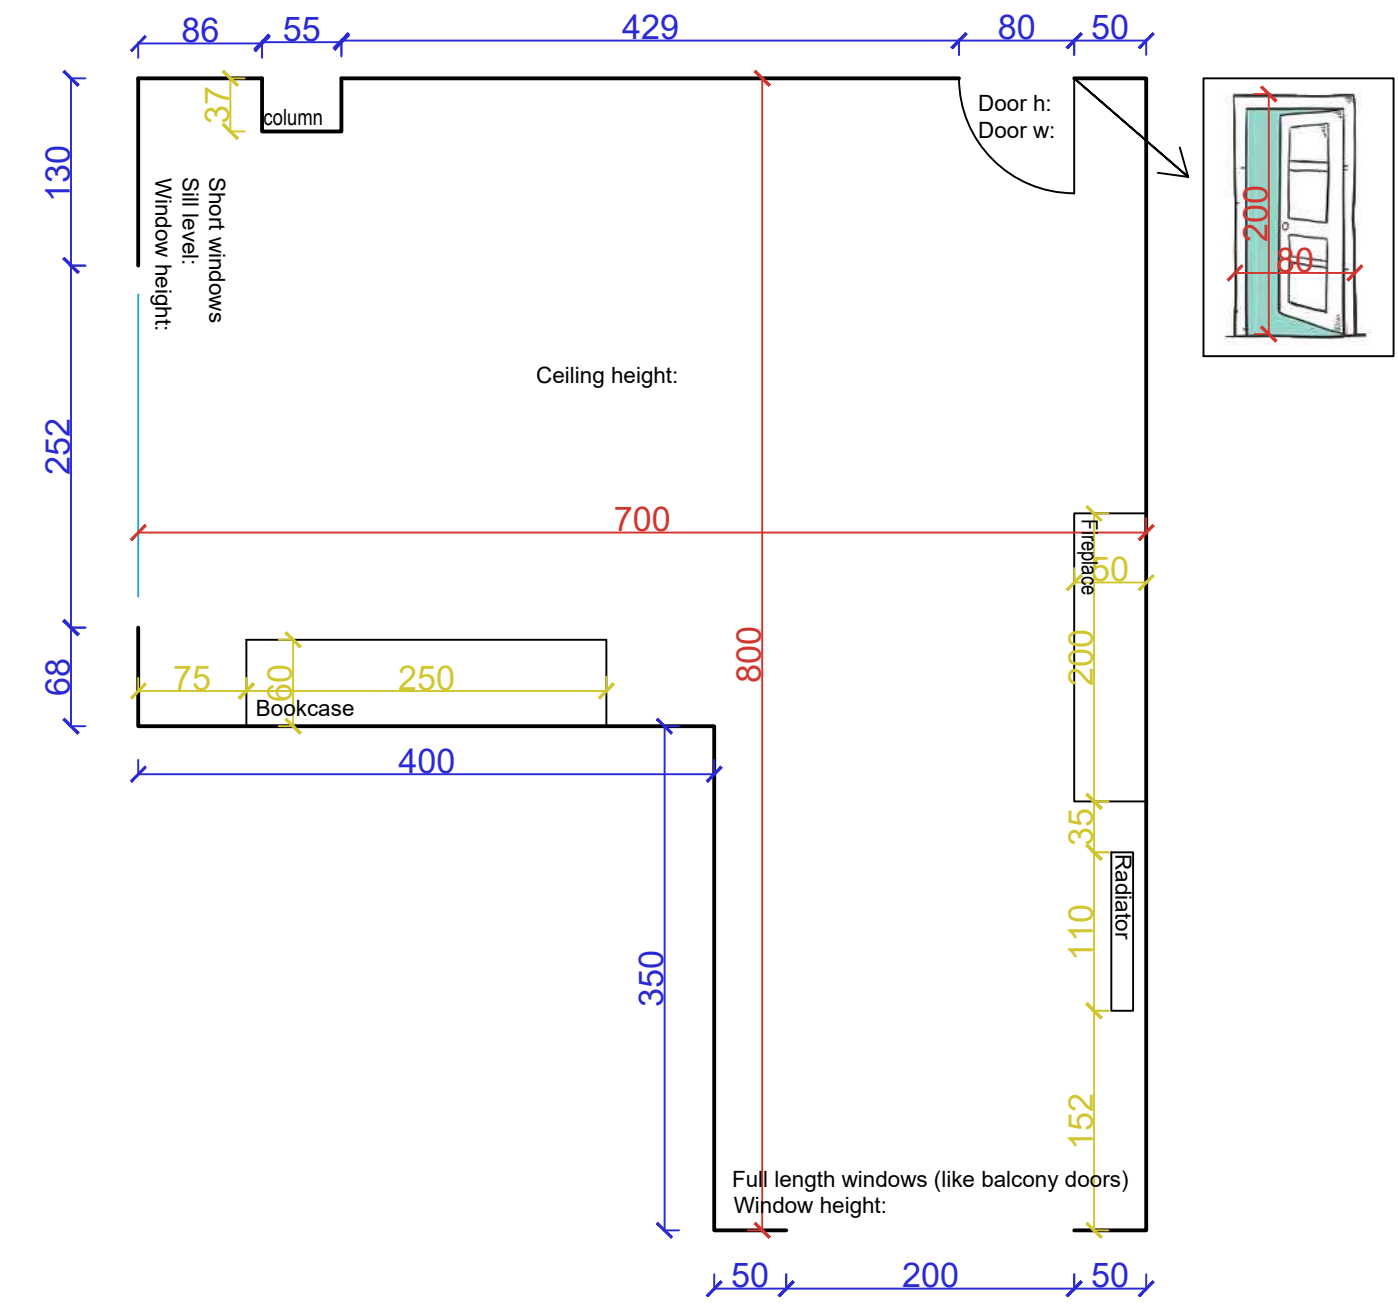 86
55
429
80
50
37
column
Door h:
Door w:
130
Short windows
Sill level:
Window height:
200
80
Ceiling height:
252
700
Fireplace
50
800
200
68
75
60
250
Bookcase
400
35
Radiator
110
350
152
Full length windows (like balcony doors)
Window height:
50
200
50